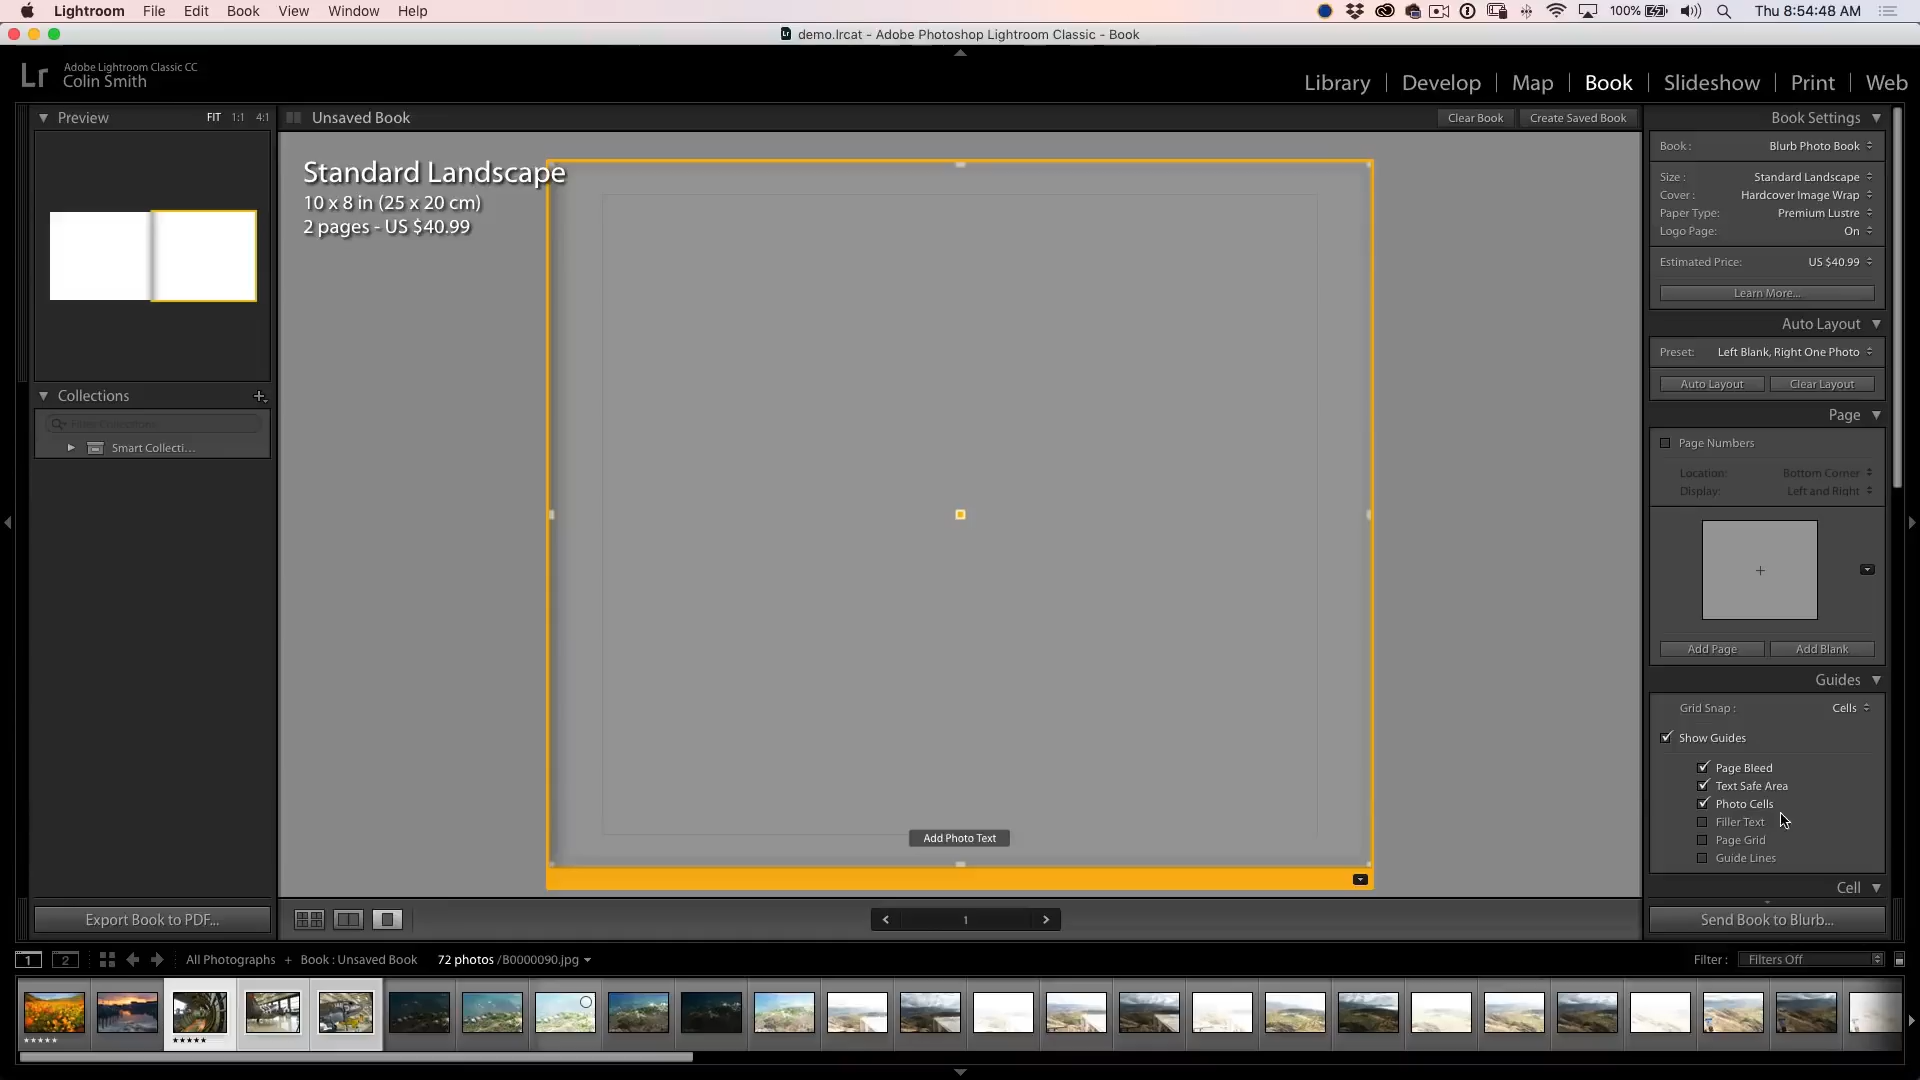 Lightroom File Edit Book View Window Help
100% Thu 8:54:48 AM
demo.lrcat - Adobe Photoshop Lightroom Classic - Book
Lr Adobe Lightroom Classic CC
Colin Smith
Library | Develop | Map | Book | Slideshow | Print | Web
Preview FIT 1:1 4:1
Unsaved Book Clear Book Create Saved Book
Standard Landscape
10 x 8 in (25 x 20 cm)
2 pages - US $40.99
Collections
Filter Collections
Smart Collecti...
Add Photo Text
Export Book to PDF...
1
Book Settings
Book : Blurb Photo Book
Size : Standard Landscape
Cover : Hardcover Image Wrap
Paper Type: Premium Lustre
Logo Page: On
Estimated Price: US $40.99
Learn More...
Auto Layout
Preset: Left Blank, Right One Photo
Auto Layout Clear Layout
Page
Page Numbers
Location: Bottom Corner
Display: Left and Right
Add Page Add Blank
Guides
Grid Snap : Cells
Show Guides
Page Bleed
Text Safe Area
Photo Cells
Filler Text
Page Grid
Guide Lines
Cell
Send Book to Blurb...
1 2 All Photographs + Book : Unsaved Book 72 photos /B0000090.jpg Filter : Filters Off